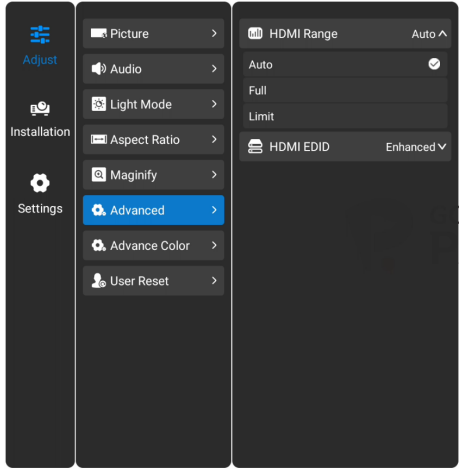 Adjust
Installation
Settings
Picture
Audio
Light Mode
Aspect Ratio
Maginify
Advanced
Advance Color
User Reset
HDMI Range Auto
Auto
Full
Limit
HDMI EDID Enhanced